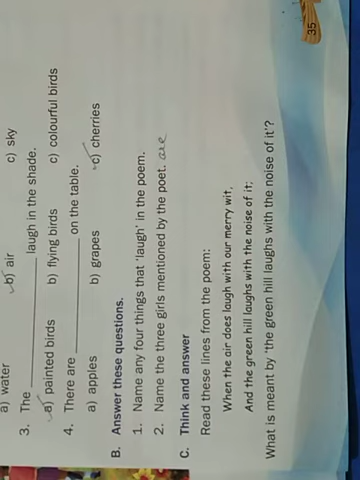 a) water b) air c) sky
3. The ____________ laugh in the shade.
a) painted birds b) flying birds c) colourful birds
4. There are ____________ on the table.
a) apples b) grapes c) cherries
B. Answer these questions.
1. Name any four things that 'laugh' in the poem.
2. Name the three girls mentioned by the poet. are
C. Think and answer
Read these lines from the poem:
When the air does laugh with our merry wit,
And the green hill laughs with the noise of it;
What is meant by 'the green hill laughs with the noise of it'?
35